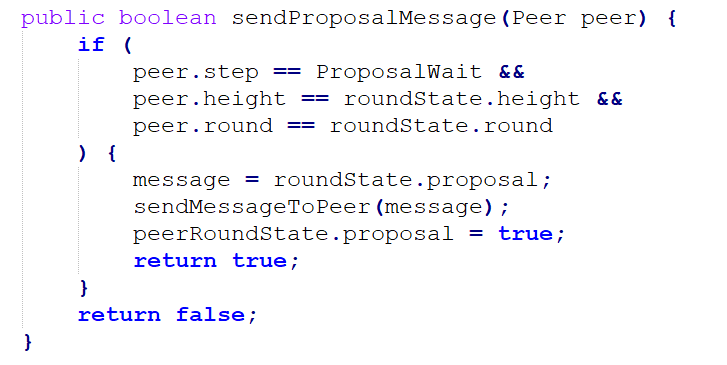 public boolean sendProposalMessage(Peer peer) {
    if (
        peer.step == ProposalWait &&
        peer.height == roundState.height &&
        peer.round == roundState.round
    ) {
        message = roundState.proposal;
        sendMessageToPeer(message);
        peerRoundState.proposal = true;
        return true;
    }
    return false;
}